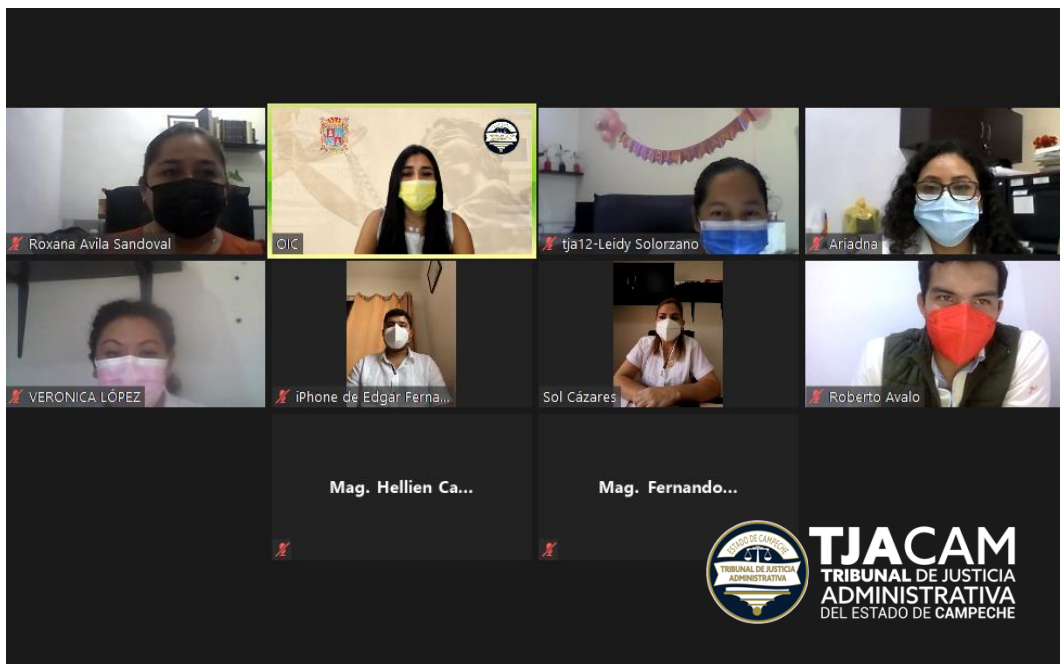 Roxana Avila Sandoval
OIC
tja12-Leidy Solorzano
Ariadna
VERONICA LÓPEZ
iPhone de Edgar Ferna...
Sol Cázares
Roberto Avalo
Mag. Hellien Ca...
Mag. Fernando...
ESTADO DE CAMPECHE
TRIBUNAL DE JUSTICIA
ADMINISTRATIVA
TJACAM
TRIBUNAL DE JUSTICIA
ADMINISTRATIVA
DEL ESTADO DE CAMPECHE